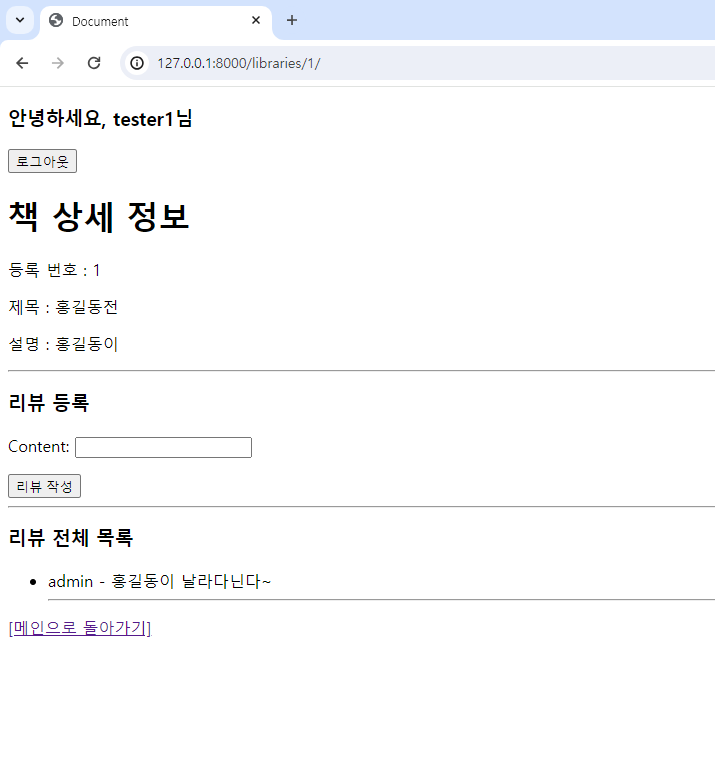 Document
127.0.0.1:8000/libraries/1/
안녕하세요, tester1님
로그아웃
책 상세 정보
등록 번호 : 1
제목 : 홍길동전
설명 : 홍길동이
리뷰 등록
Content:
리뷰 작성
리뷰 전체 목록
admin - 홍길동이 날라다닌다~
[메인으로 돌아가기]